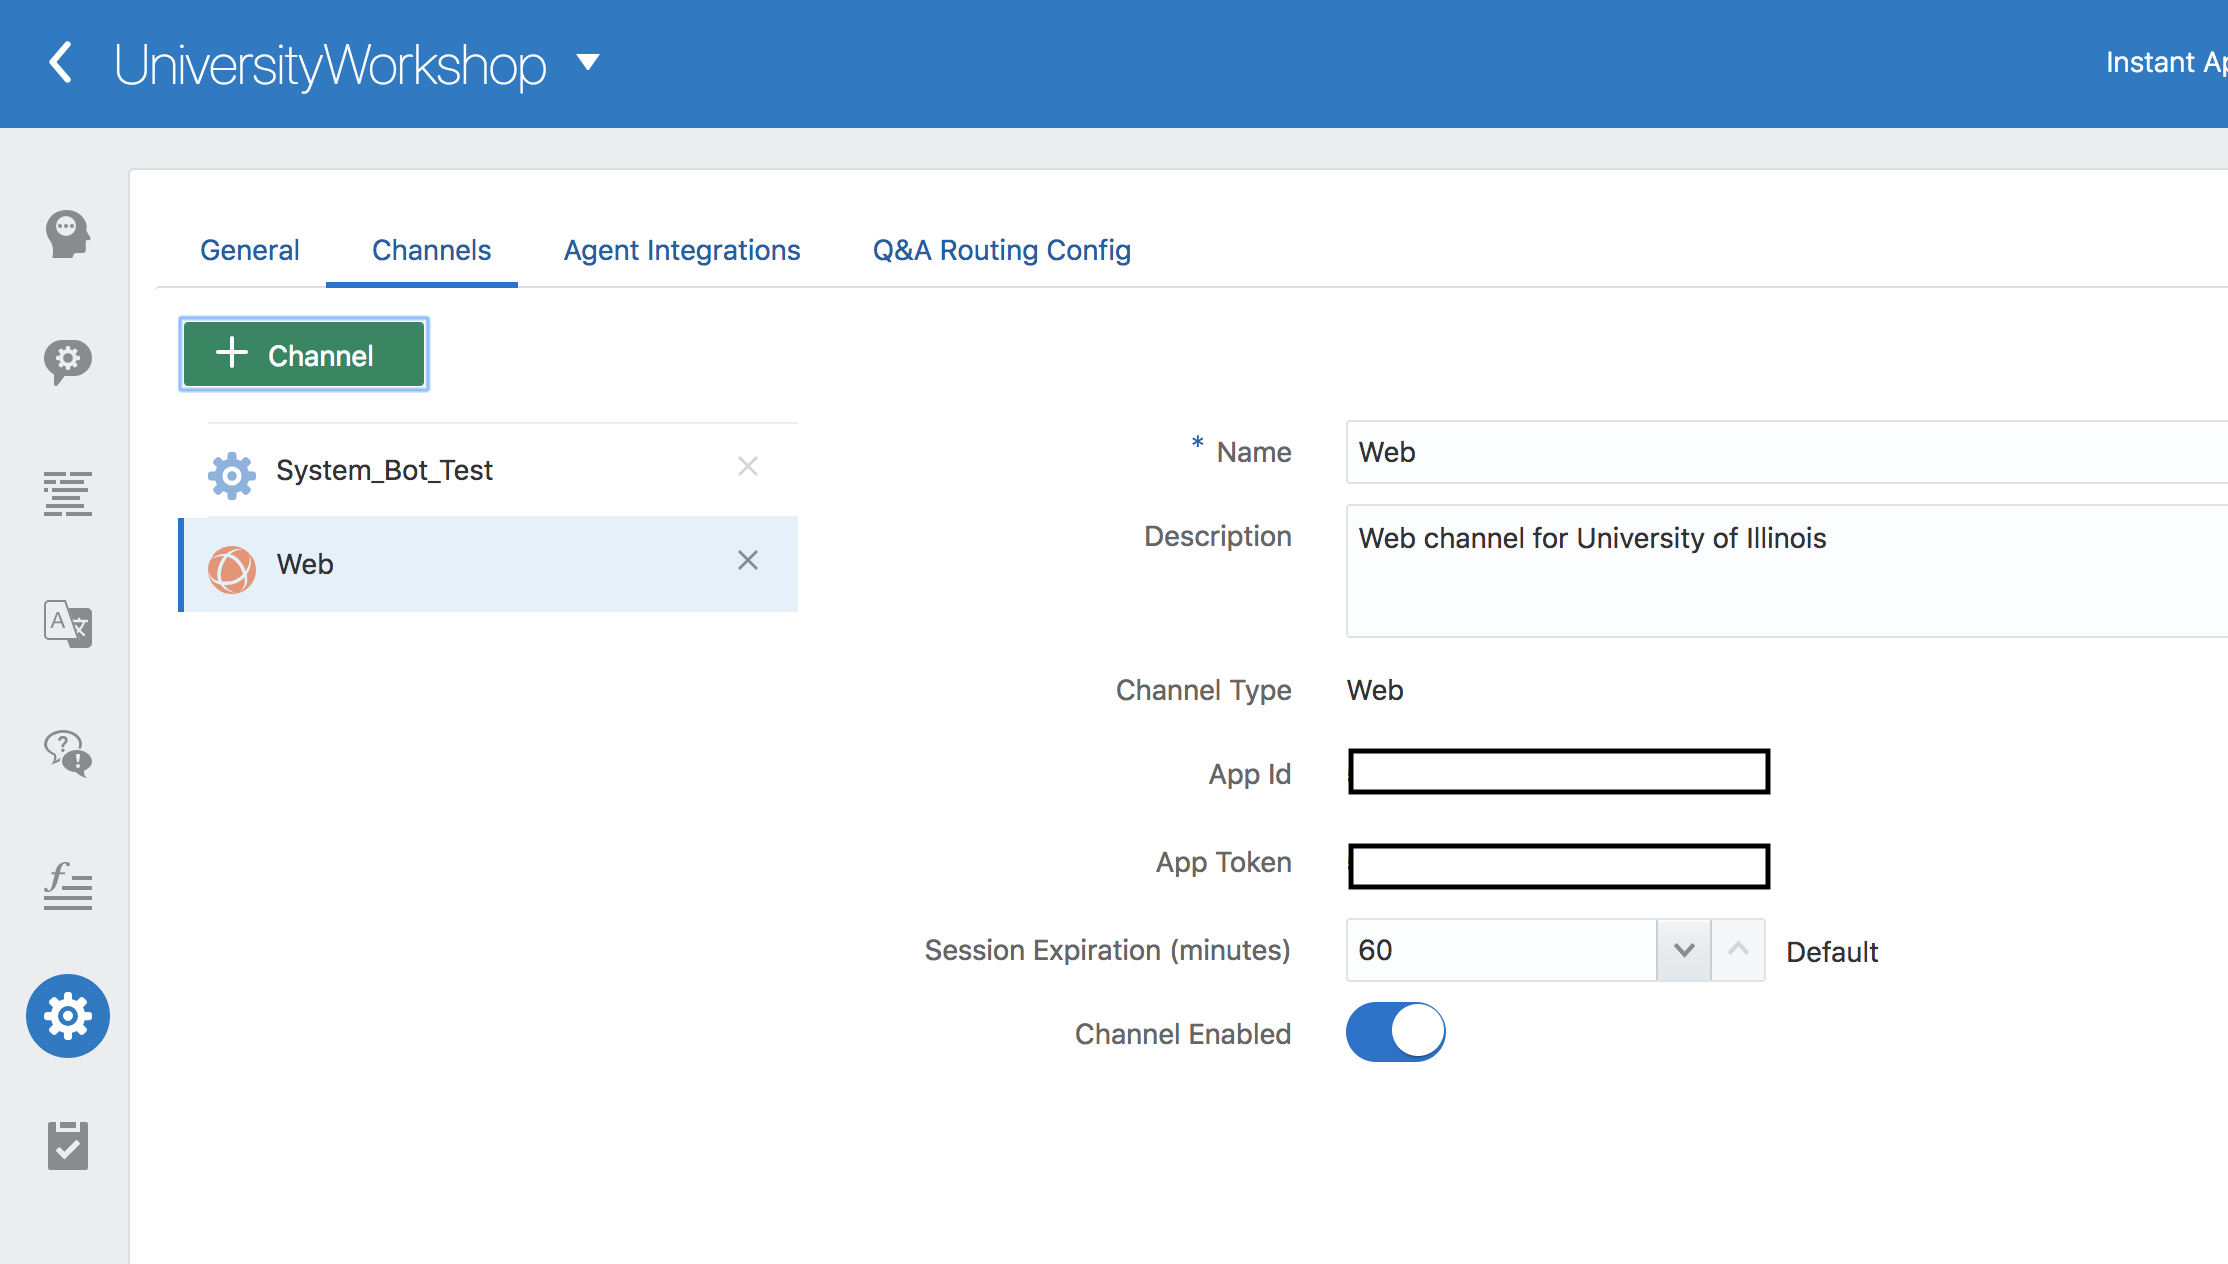 UniversityWorkshop
Instant Ap
General Channels Agent Integrations Q&A Routing Config
+ Channel
System_Bot_Test
Web
* Name Web
Description Web channel for University of Illinois
Channel Type Web
App Id
App Token
Session Expiration (minutes) 60 Default
Channel Enabled